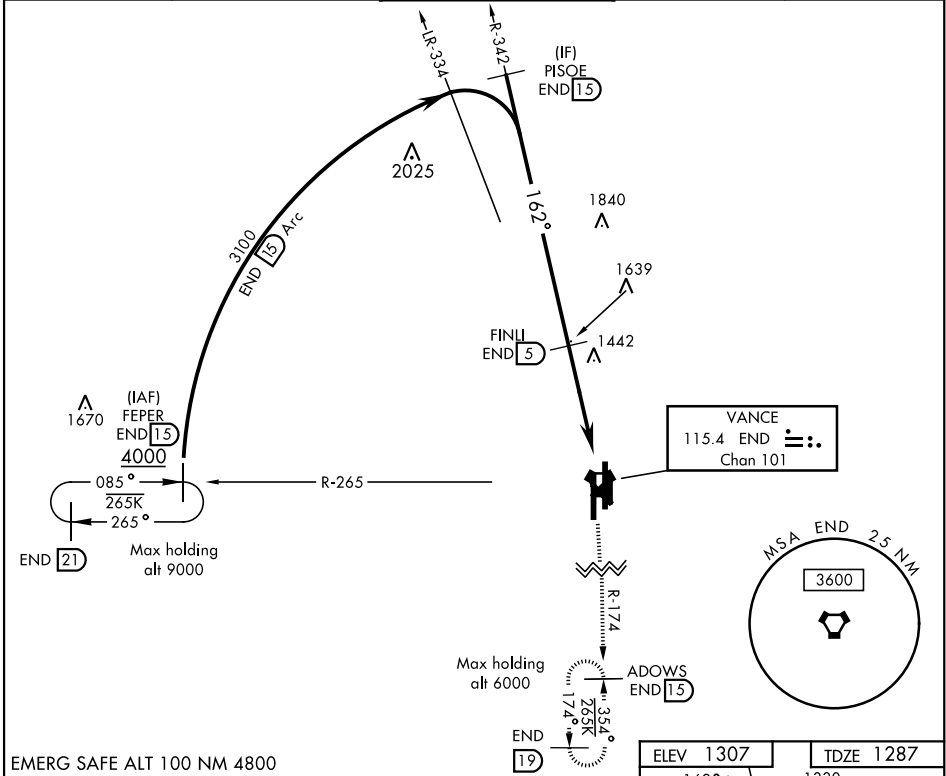 LR-334
R-342
(IF)
PISOE
END 15
2025
162°
1840
3100
END 15 Arc
1639
FINLI
END 5
1442
1670
(IAF)
FEPER
END 15
4000
085°
265K
265°
R-265
END 21
Max holding
alt 9000
VANCE
115.4 END
Chan 101
MSA END 25 NM
3600
R-174
Max holding
alt 6000
ADOWS
END 15
174°
265K
354°
END
19
EMERG SAFE ALT 100 NM 4800
ELEV 1307
TDZE 1287